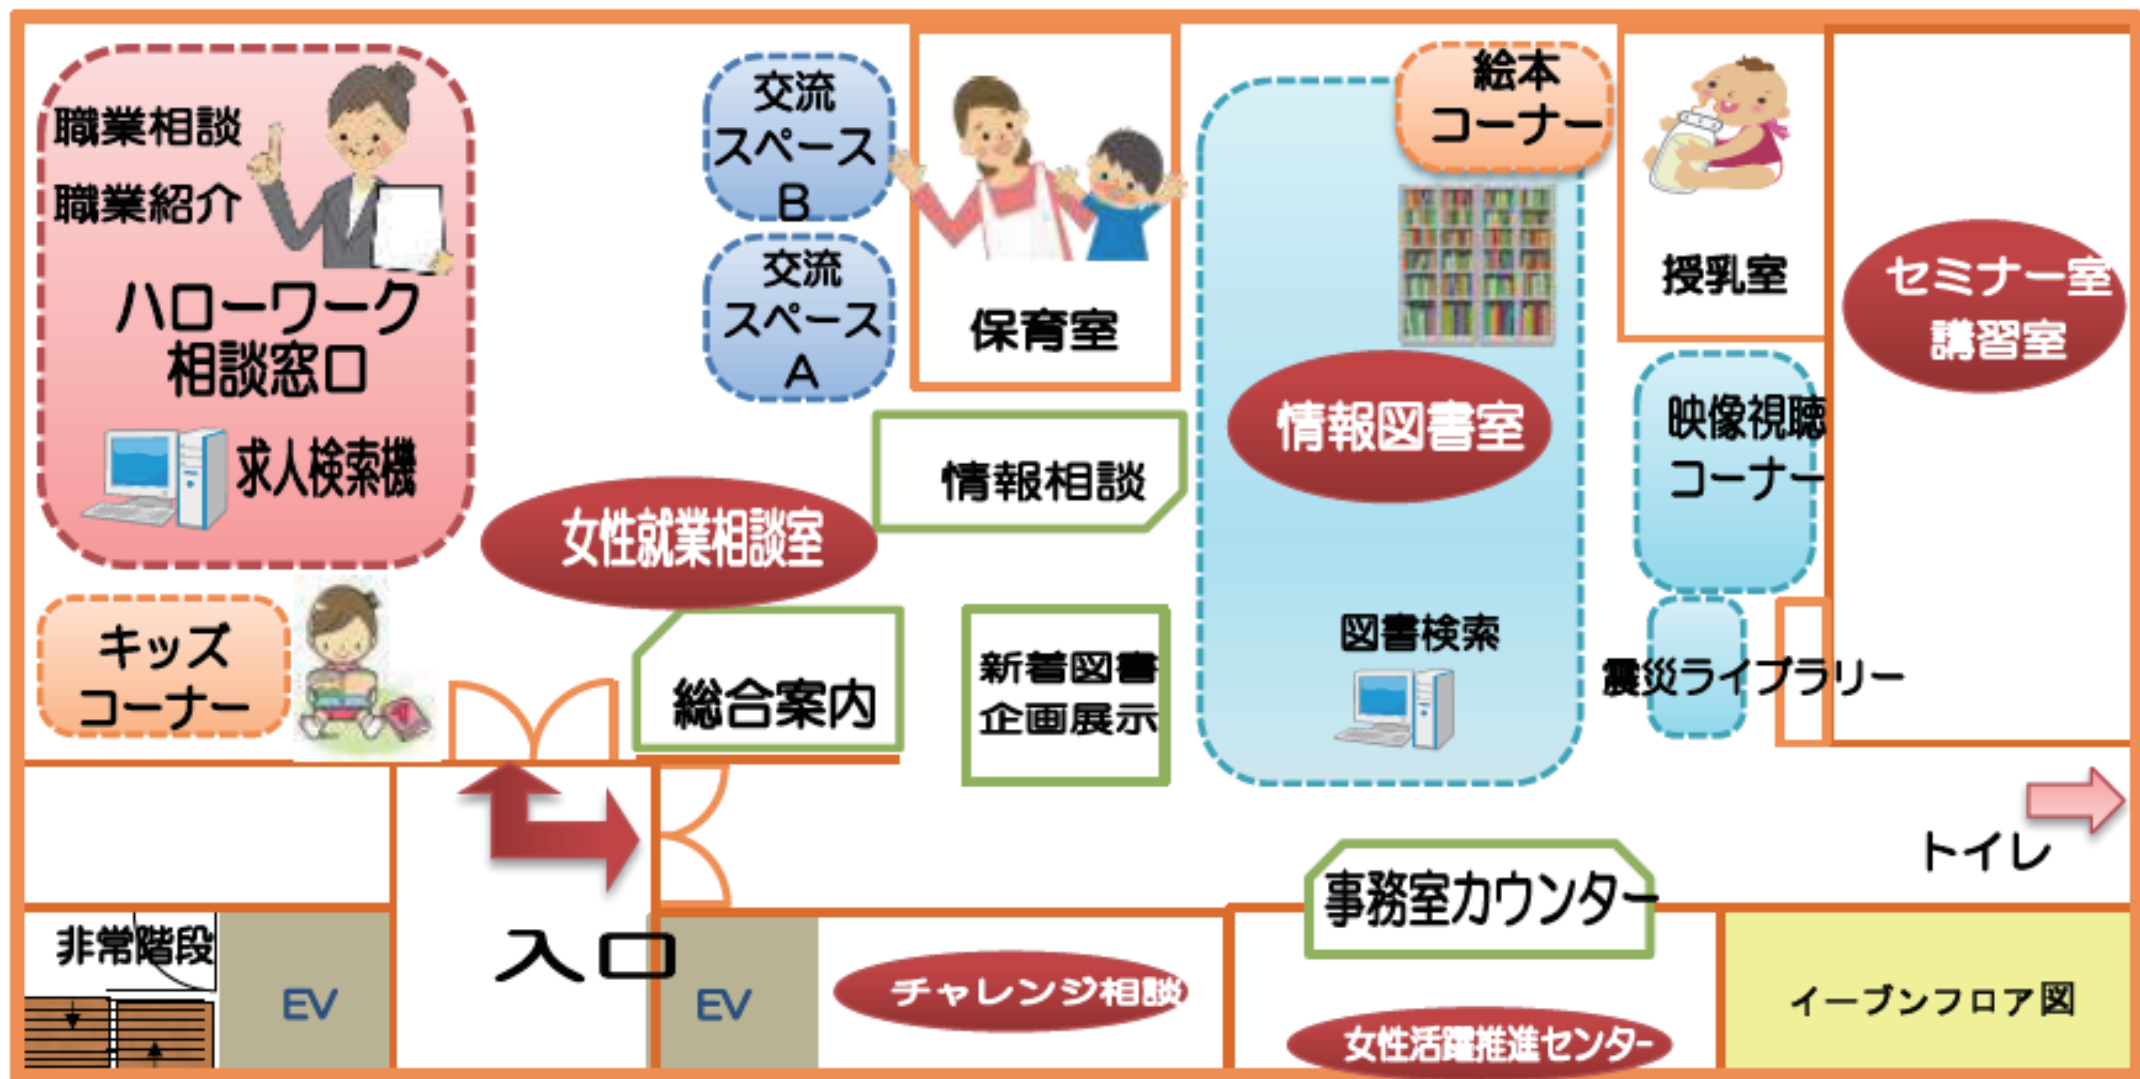 職業相談
職業紹介
ハローワーク
相談窓口
求人検索機
キッズ
コーナー
交流
スペース
B
交流
スペース
A
保育室
情報相談
女性就業相談室
総合案内
新着図書
企画展示
絵本
コーナー
情報図書室
図書検索
授乳室
映像視聴
コーナー
震災ライブラリー
セミナー室
講習室
トイレ
事務室カウンター
入口
非常階段
EV
EV
チャレンジ相談
女性活躍推進センター
イーブンフロア図